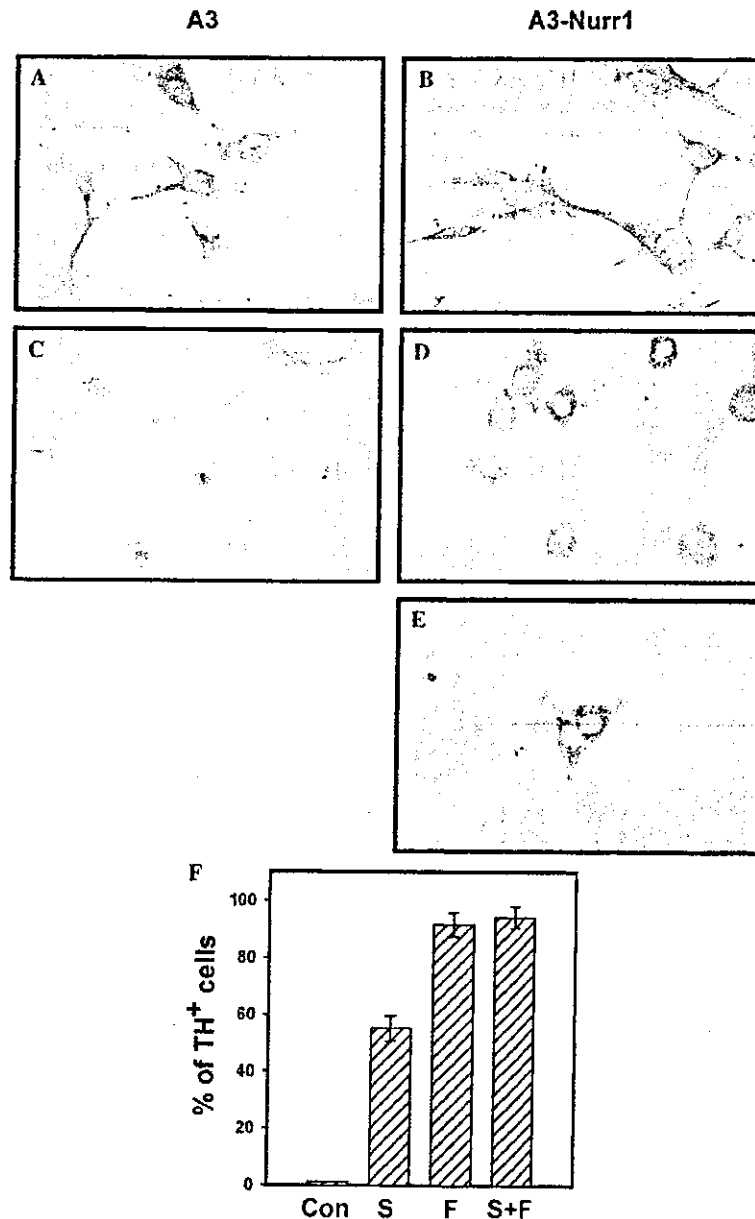 A3 A3-Nurr1
A B
C D
E
F
% of TH+ cells
100
80
60
40
20
0
Con S F S+F